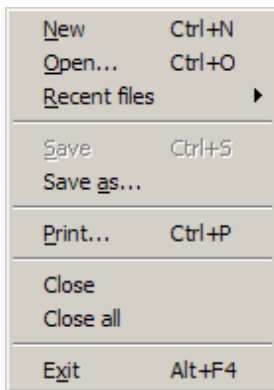 New Ctrl+N
Open... Ctrl+O
Recent files
Save Ctrl+S
Save as...
Print... Ctrl+P
Close
Close all
Exit Alt+F4